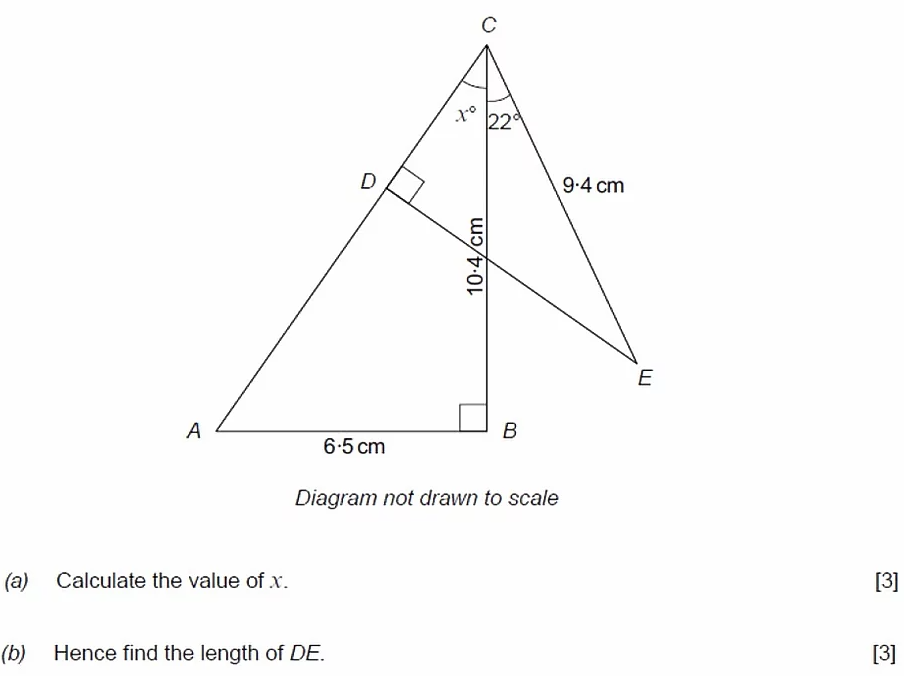 C
x° 22°
D
9·4 cm
10·4 cm
E
A B
6·5 cm
Diagram not drawn to scale
(a) Calculate the value of x. [3]
(b) Hence find the length of DE. [3]